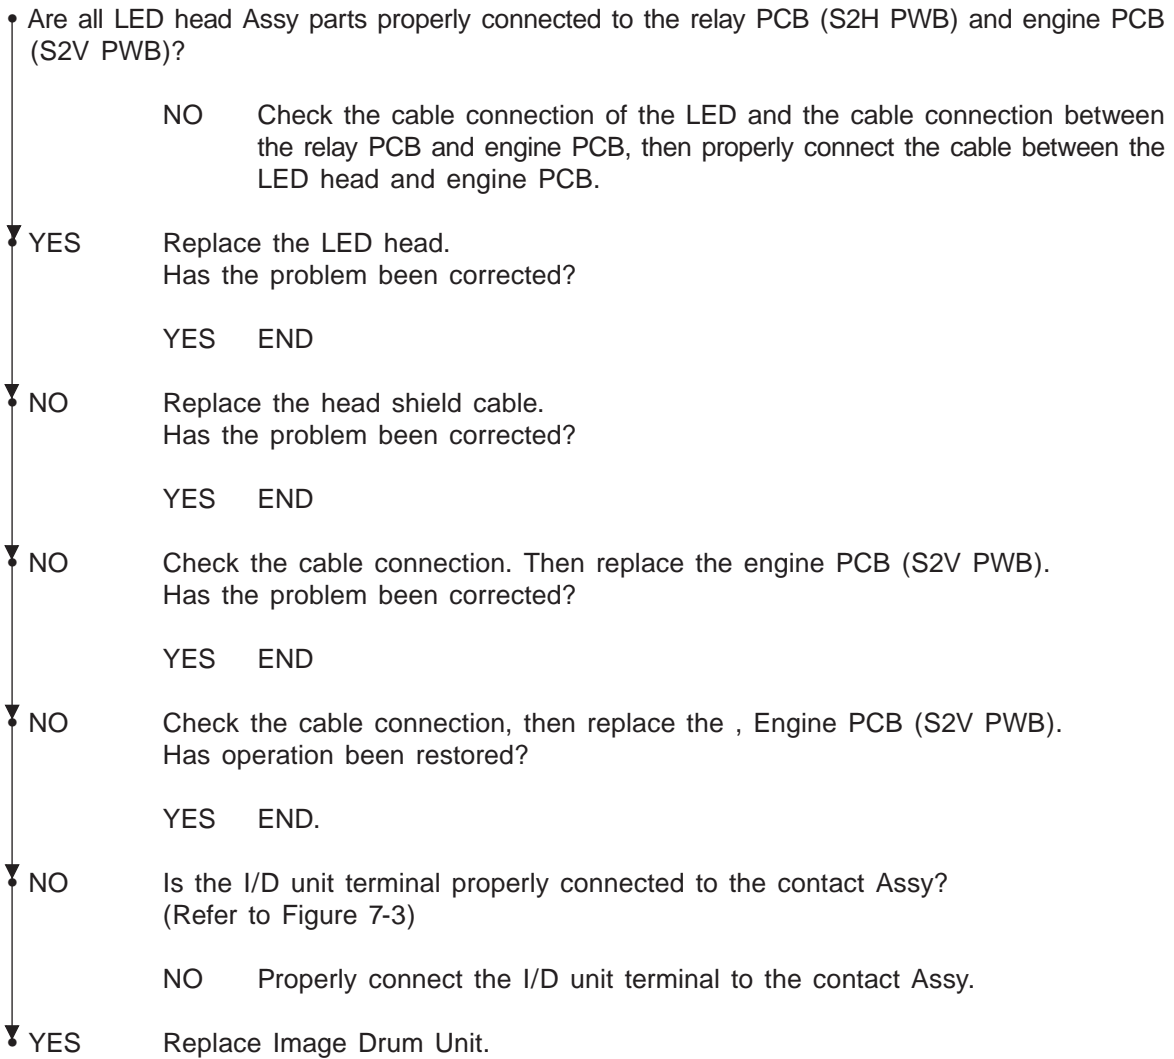 Are all LED head Assy parts properly connected to the relay PCB (S2H PWB) and engine PCB
(S2V PWB)?
NO Check the cable connection of the LED and the cable connection between
the relay PCB and engine PCB, then properly connect the cable between the
LED head and engine PCB.
YES Replace the LED head.
Has the problem been corrected?
YES END
NO Replace the head shield cable.
Has the problem been corrected?
YES END
NO Check the cable connection. Then replace the engine PCB (S2V PWB).
Has the problem been corrected?
YES END
NO Check the cable connection, then replace the , Engine PCB (S2V PWB).
Has operation been restored?
YES END.
NO Is the I/D unit terminal properly connected to the contact Assy?
(Refer to Figure 7-3)
NO Properly connect the I/D unit terminal to the contact Assy.
YES Replace Image Drum Unit.